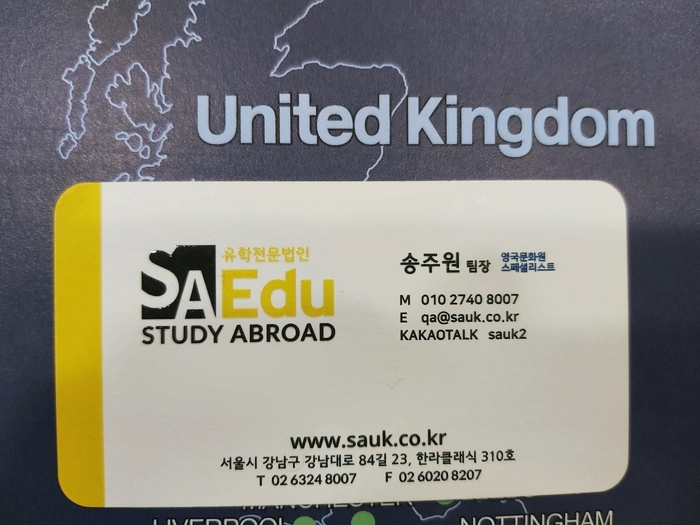 United Kingdom
유학전문법인
SAEdu
STUDY ABROAD
송주원 팀장 영국문화원
스페셜리스트
M 010 2740 8007
E qa@sauk.co.kr
KAKAOTALK sauk2
www.sauk.co.kr
서울시 강남구 강남대로 84길 23, 한라클래식 310호
T 02 6324 8007 F 02 6020 8207
MANCHESTER
LIVERPOOL
NOTTINGHAM